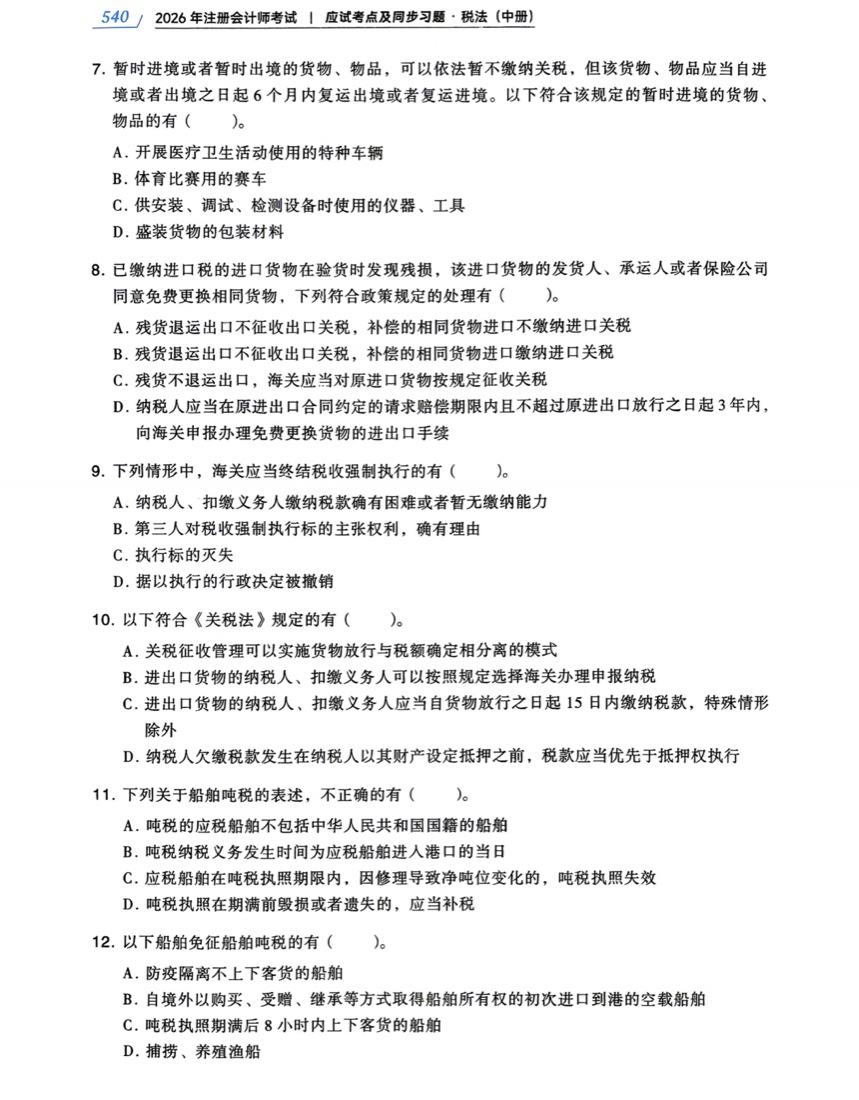 540 2026年注册会计师考试 | 应试考点及同步习题·税法（中册）
7. 暂时进境或者暂时出境的货物、物品，可以依法暂不缴纳关税，但该货物、物品应当自进
境或者出境之日起6个月内复运出境或者复运进境。以下符合该规定的暂时进境的货物、
物品的有（　　）。
A. 开展医疗卫生活动使用的特种车辆
B. 体育比赛用的赛车
C. 供安装、调试、检测设备时使用的仪器、工具
D. 盛装货物的包装材料
8. 已缴纳进口税的进口货物在验货时发现残损，该进口货物的发货人、承运人或者保险公司
同意免费更换相同货物，下列符合政策规定的处理有（　　）。
A. 残货退运出口不征收出口关税，补偿的相同货物进口不缴纳进口关税
B. 残货退运出口不征收出口关税，补偿的相同货物进口缴纳进口关税
C. 残货不退运出口，海关应当对原进口货物按规定征收关税
D. 纳税人应当在原进出口合同约定的请求赔偿期限内且不超过原进出口放行之日起3年内，
向海关申报办理免费更换货物的进出口手续
9. 下列情形中，海关应当终结税收强制执行的有（　　）。
A. 纳税人、扣缴义务人缴纳税款确有困难或者暂无缴纳能力
B. 第三人对税收强制执行标的主张权利，确有理由
C. 执行标的灭失
D. 据以执行的行政决定被撤销
10. 以下符合《关税法》规定的有（　　）。
A. 关税征收管理可以实施货物放行与税额确定相分离的模式
B. 进出口货物的纳税人、扣缴义务人可以按照规定选择海关办理申报纳税
C. 进出口货物的纳税人、扣缴义务人应当自货物放行之日起15日内缴纳税款，特殊情形
除外
D. 纳税人欠缴税款发生在纳税人以其财产设定抵押之前，税款应当优先于抵押权执行
11. 下列关于船舶吨税的表述，不正确的有（　　）。
A. 吨税的应税船舶不包括中华人民共和国国籍的船舶
B. 吨税纳税义务发生时间为应税船舶进入港口的当日
C. 应税船舶在吨税执照期限内，因修理导致净吨位变化的，吨税执照失效
D. 吨税执照在期满前毁损或者遗失的，应当补税
12. 以下船舶免征船舶吨税的有（　　）。
A. 防疫隔离不上下客货的船舶
B. 自境外以购买、受赠、继承等方式取得船舶所有权的初次进口到港的空载船舶
C. 吨税执照期满后8小时内上下客货的船舶
D. 捕捞、养殖渔船